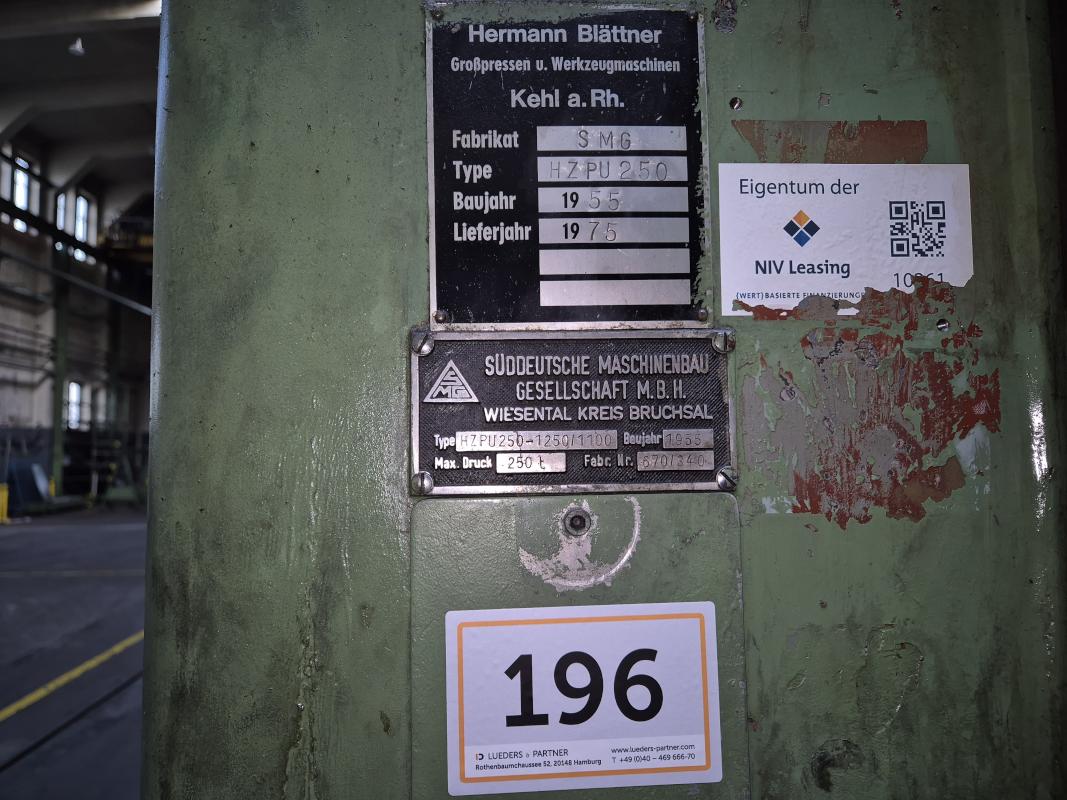 Hermann Blättner
Großpressen u. Werkzeugmaschinen
Kehl a. Rh.
Fabrikat SMG
Type HZPU 250
Baujahr 1955
Lieferjahr 1975
Eigentum der
NIV Leasing
(WERT)BASIERTE FINANZIERUNG
SMG
SÜDDEUTSCHE MASCHINENBAU
GESELLSCHAFT M.B.H.
WIESENTAL KREIS BRUCHSAL
Type HZPU250-1250/1100 Baujahr 1955
Max. Druck 250 t Fabr. Nr. 670/340
196
LUEDERS & PARTNER
Rothenbaumchaussee 52, 20148 Hamburg
www.lueders-partner.com
T +49 (0)40 – 469 666-70